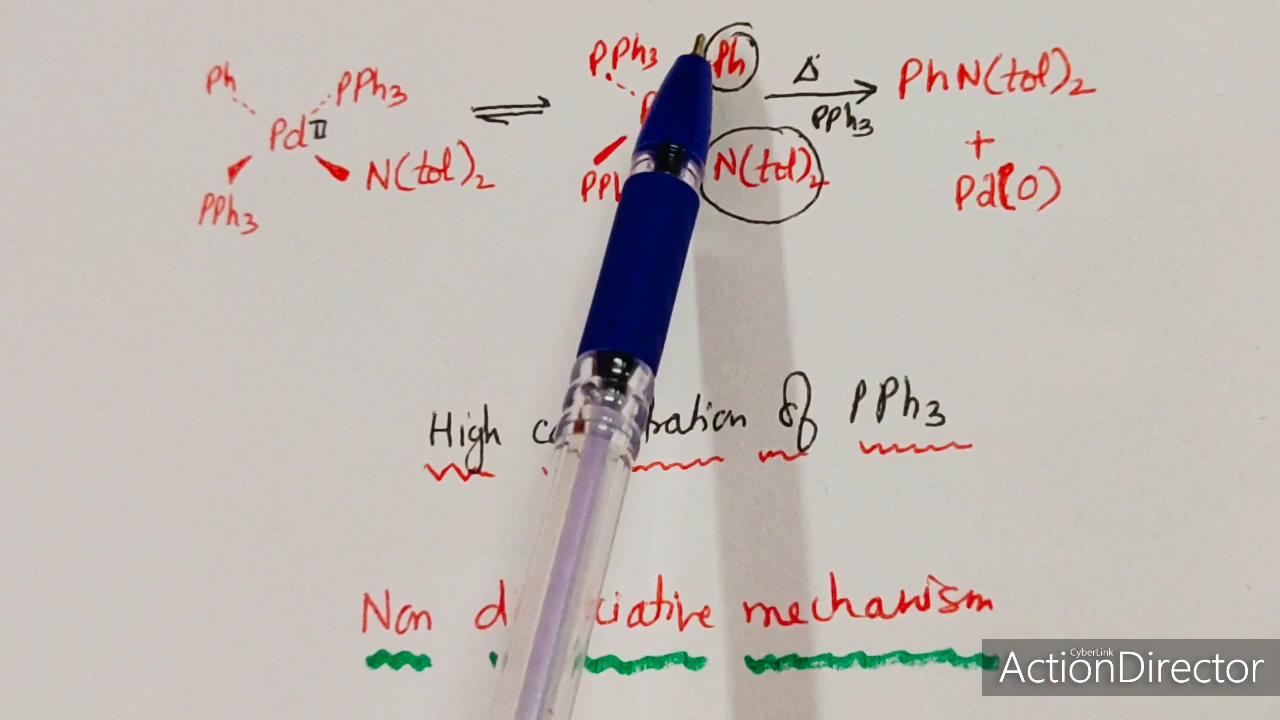 Ph PPh3 PdII PPh3 N(tol)2
⇌
PPh3 Ph N(tol)2
Δ
PPh3
PhN(tol)2
+
Pd(0)
High of PPh3
Non mechanism
CyberLink
ActionDirector